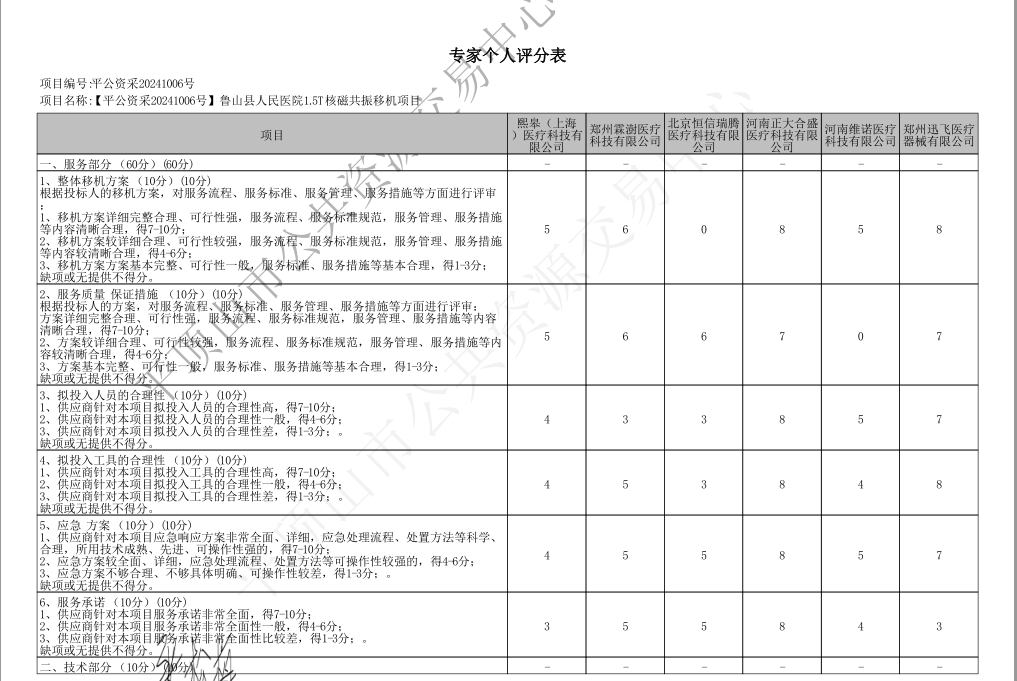 专家个人评分表
项目编号:平公资采20241006号
项目名称:【平公资采20241006号】鲁山县人民医院1.5T核磁共振移机项目
项目
熙皋（上海
）医疗科技有
限公司
郑州霖澍医疗
科技有限公司
北京恒信瑞腾
医疗科技有限
公司
河南正大合盛
医疗科技有限
公司
河南维诺医疗
科技有限公司
郑州迅飞医疗
器械有限公司
一、服务部分（60分）(60分) - - - - - -
1、整体移机方案（10分）(10分)
根据投标人的移机方案，对服务流程、服务标准、服务管理、服务措施等方面进行评审
；
1、移机方案详细完整合理、可行性强，服务流程、服务标准规范，服务管理、服务措施
等内容清晰合理，得7-10分；
2、移机方案较详细合理、可行性较强，服务流程、服务标准规范，服务管理、服务措施
等内容较清晰合理，得4-6分；
3、移机方案方案基本完整、可行性一般，服务标准、服务措施等基本合理，得1-3分；
缺项或无提供不得分。
5 6 0 8 5 8
2、服务质量 保证措施 （10分）(10分)
根据投标人的方案，对服务流程、服务标准、服务管理、服务措施等方面进行评审；
方案详细完整合理、可行性强，服务流程、服务标准规范，服务管理、服务措施等内容
清晰合理，得7-10分；
2、方案较详细合理、可行性较强，服务流程、服务标准规范，服务管理、服务措施等内
容较清晰合理，得4-6分；
3、方案基本完整、可行性一般，服务标准、服务措施等基本合理，得1-3分；
缺项或无提供不得分。
5 6 6 7 0 7
3、拟投入人员的合理性 （10分）(10分)
1、供应商针对本项目拟投入人员的合理性高，得7-10分；
2、供应商针对本项目拟投入人员的合理性一般，得4-6分；
3、供应商针对本项目拟投入人员的合理性差，得1-3分；。
缺项或无提供不得分。
4 3 3 8 5 7
4、拟投入工具的合理性 （10分）(10分)
1、供应商针对本项目拟投入工具的合理性高，得7-10分；
2、供应商针对本项目拟投入工具的合理性一般，得4-6分；
3、供应商针对本项目拟投入工具的合理性差，得1-3分；。
缺项或无提供不得分。
4 5 3 8 4 8
5、应急 方案 （10分）(10分)
1、供应商针对本项目应急响应方案非常全面、详细，应急处理流程、处置方法等科学、
合理，所用技术成熟、先进、可操作性强的，得7-10分；
2、应急方案较全面、详细，应急处理流程、处置方法等可操作性较强的，得4-6分；
3、应急方案不够合理、不够具体明确、可操作性较差，得1-3分；。
缺项或无提供不得分。
4 5 5 8 5 7
6、服务承诺 （10分）(10分)
1、供应商针对本项目服务承诺非常全面，得7-10分；
2、供应商针对本项目服务承诺非常全面性一般，得4-6分；
3、供应商针对本项目服务承诺非常全面性比较差，得1-3分；。
缺项或无提供不得分。
3 5 5 8 4 3
二、技术部分 （10分）(10分) - - - - - -
平顶山市公共资源交易中心
平顶山市公共资源交易中心